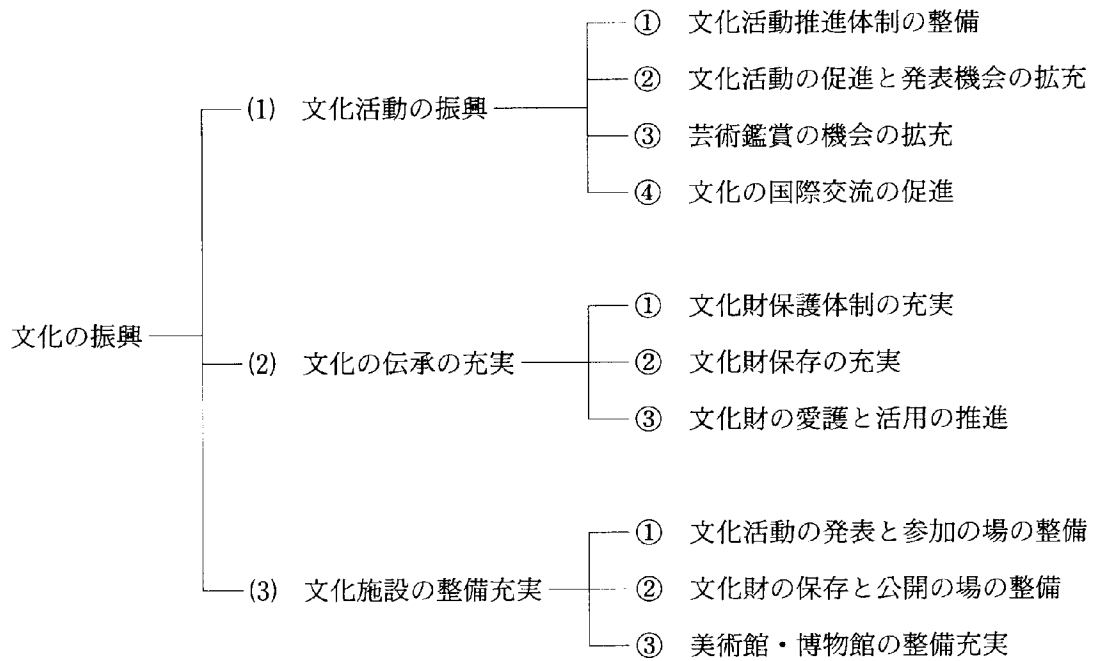 文化の振興
(1) 文化活動の振興
① 文化活動推進体制の整備
② 文化活動の促進と発表機会の拡充
③ 芸術鑑賞の機会の拡充
④ 文化の国際交流の促進
(2) 文化の伝承の充実
① 文化財保護体制の充実
② 文化財保存の充実
③ 文化財の愛護と活用の推進
(3) 文化施設の整備充実
① 文化活動の発表と参加の場の整備
② 文化財の保存と公開の場の整備
③ 美術館・博物館の整備充実